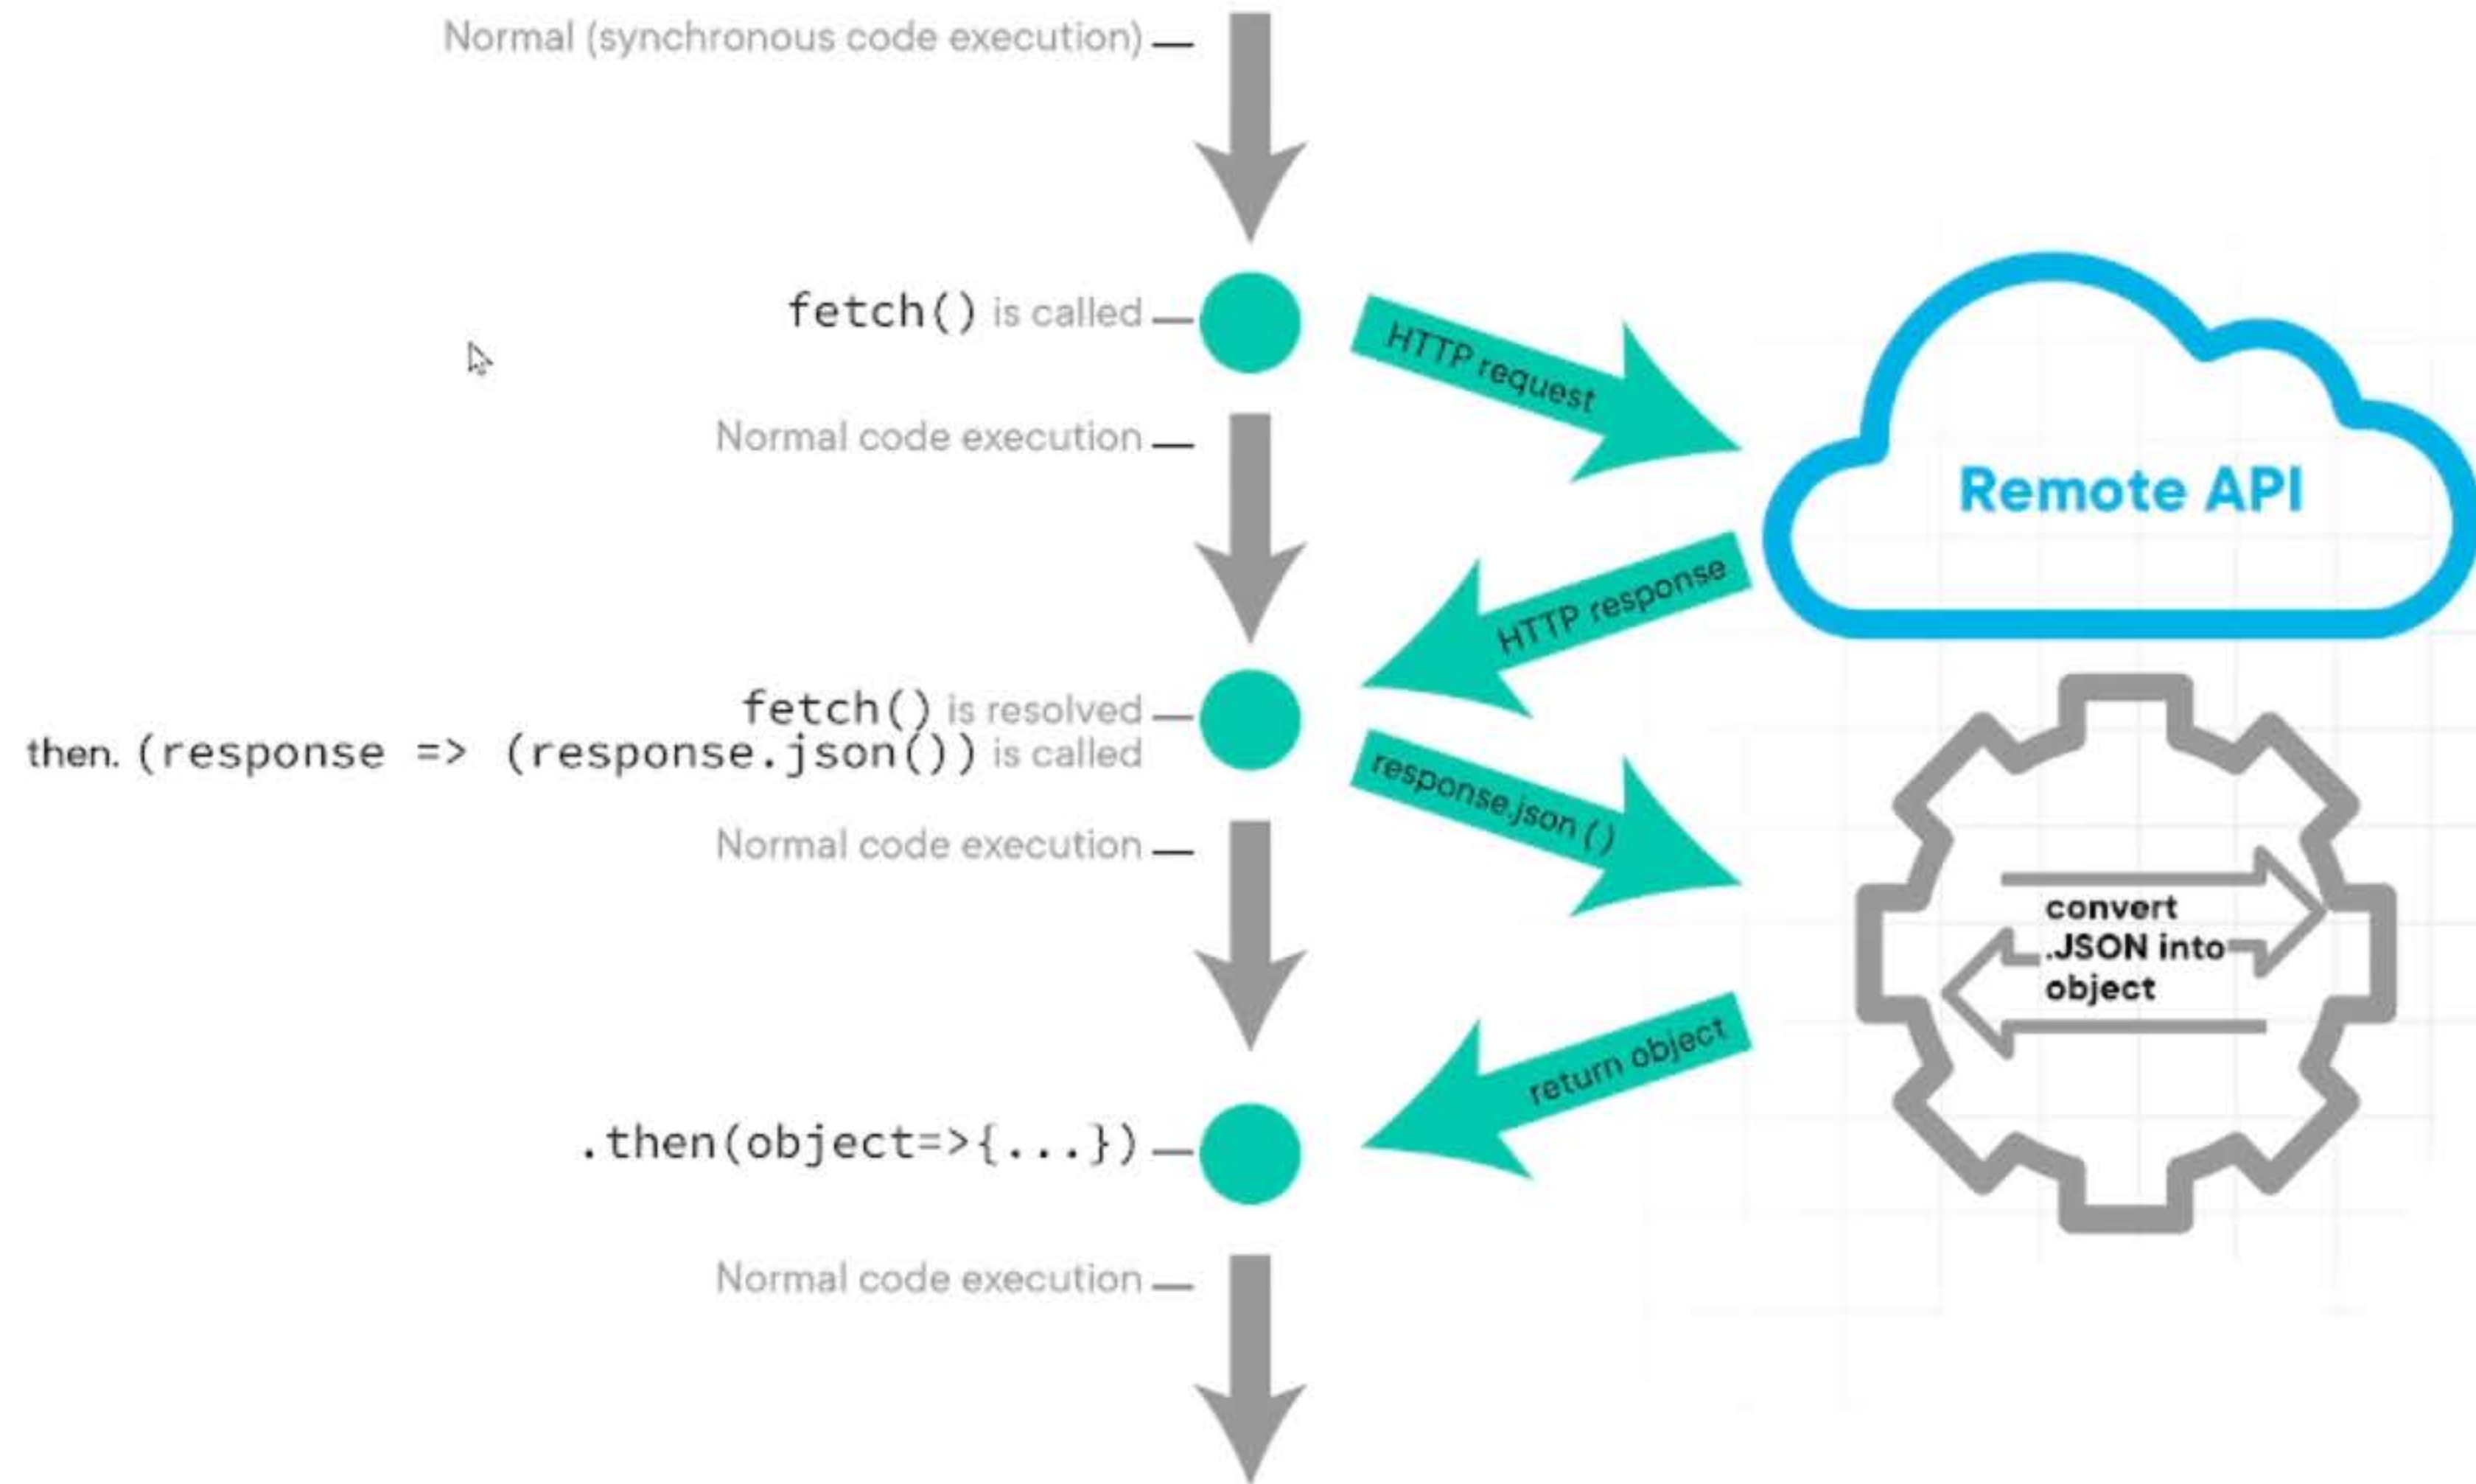 Normal (synchronous code execution)
fetch() is called
HTTP request
Normal code execution
Remote API
HTTP response
fetch() is resolved
then. (response => (response.json()) is called
response.json ( )
Normal code execution
convert
.JSON into
object
return object
.then(object=>{...})
Normal code execution